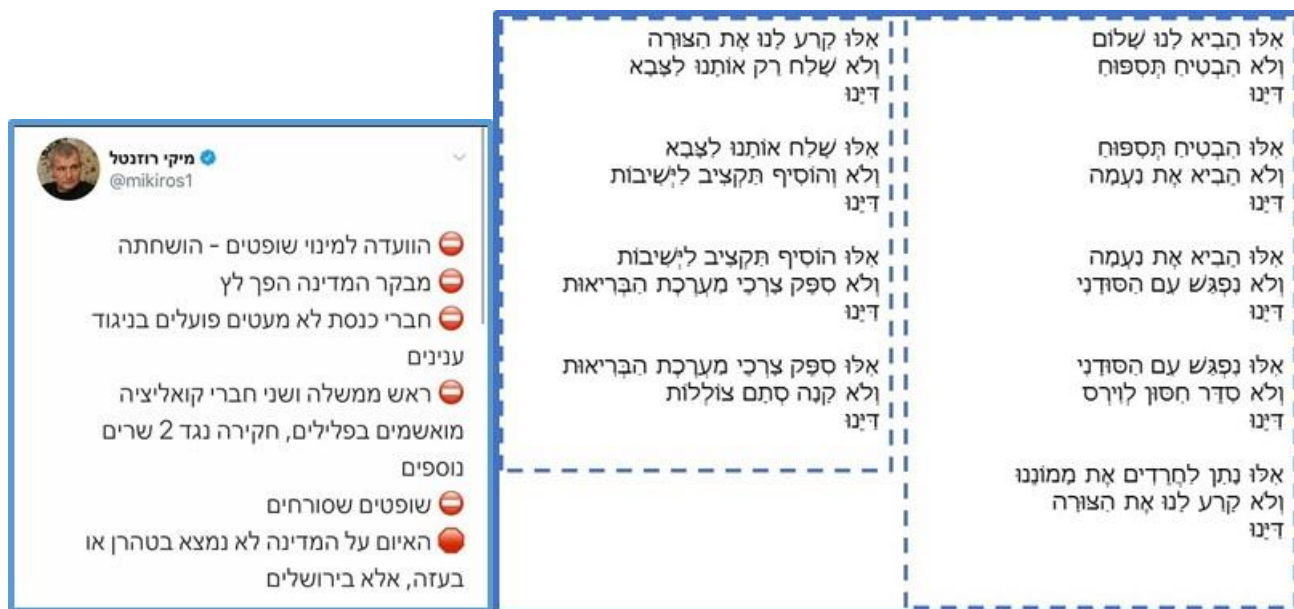 אִלּוּ הֵבִיא לָנוּ שָׁלוֹם
וְלֹא הִבְטִיחַ תְּסִפּוּחַ
דַּיֵּנוּ
אִלּוּ הִבְטִיחַ תְּסִפּוּחַ
וְלֹא הֵבִיא אֶת נַעֲמָה
דַּיֵּנוּ
אִלּוּ הֵבִיא אֶת נַעֲמָה
וְלֹא נִפְגַּשׁ עִם הַסּוּדָנִי
דַּיֵּנוּ
אִלּוּ נִפְגַּשׁ עִם הַסּוּדָנִי
וְלֹא סִדֵּר חִסּוּן לְוִירְס
דַּיֵּנוּ
אִלּוּ נָתַן לַחֲרֵדִים אֶת מָמוֹנֵנוּ
וְלֹא קָרַע לָנוּ אֶת הַצּוּרָה
דַּיֵּנוּ
אִלּוּ קָרַע לָנוּ אֶת הַצּוּרָה
וְלֹא שָׁלַח רַק אוֹתָנוּ לַצָּבָא
דַּיֵּנוּ
אִלּוּ שָׁלַח אוֹתָנוּ לַצָּבָא
וְלֹא וְהוֹסִיף תַּקְצִיב לִיְּשִׁיבוֹת
דַּיֵּנוּ
אִלּוּ הוֹסִיף תַּקְצִיב לִיְּשִׁיבוֹת
וְלֹא סִפֵּק צָרְכֵי מַעֲרֶכֶת הַבְּרִיאוּת
דַּיֵּנוּ
אִלּוּ סִפֵּק צָרְכֵי מַעֲרֶכֶת הַבְּרִיאוּת
וְלֹא קָנָה סְתָם צוֹלְלוֹת
דַּיֵּנוּ
מיקי רוזנטל
@mikiros1
⛔ הוועדה למינוי שופטים - הושחתה
⛔ מבקר המדינה הפך לץ
⛔ חברי כנסת לא מעטים פועלים בניגוד
ענינים
⛔ ראש ממשלה ושני חברי קואליציה
מואשמים בפלילים, חקירה נגד 2 שרים
נוספים
⛔ שופטים שסורחים
🛑 האיום על המדינה לא נמצא בטהרן או
בעזה, אלא בירושלים